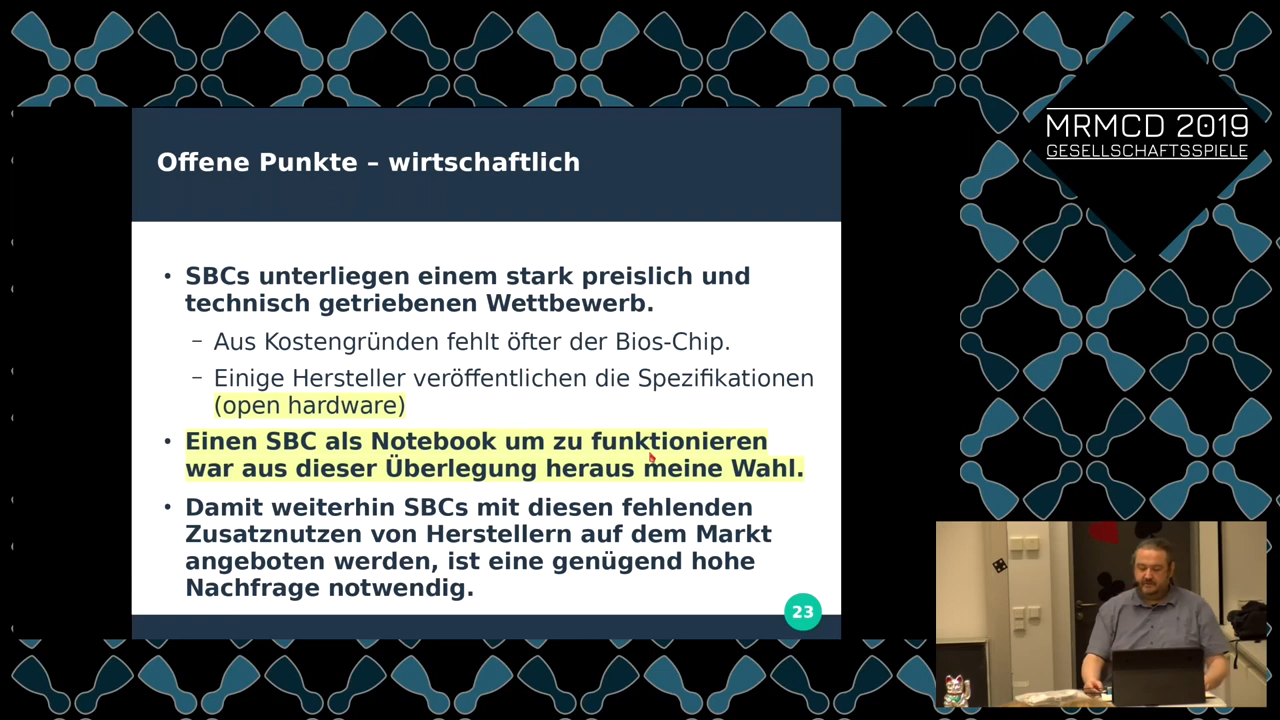 MRMCD 2019
GESELLSCHAFTSSPIELE
Offene Punkte – wirtschaftlich
• SBCs unterliegen einem stark preislich und
technisch getriebenen Wettbewerb.
– Aus Kostengründen fehlt öfter der Bios-Chip.
– Einige Hersteller veröffentlichen die Spezifikationen
(open hardware)
• Einen SBC als Notebook um zu funktionieren
war aus dieser Überlegung heraus meine Wahl.
• Damit weiterhin SBCs mit diesen fehlenden
Zusatznutzen von Herstellern auf dem Markt
angeboten werden, ist eine genügend hohe
Nachfrage notwendig.
23